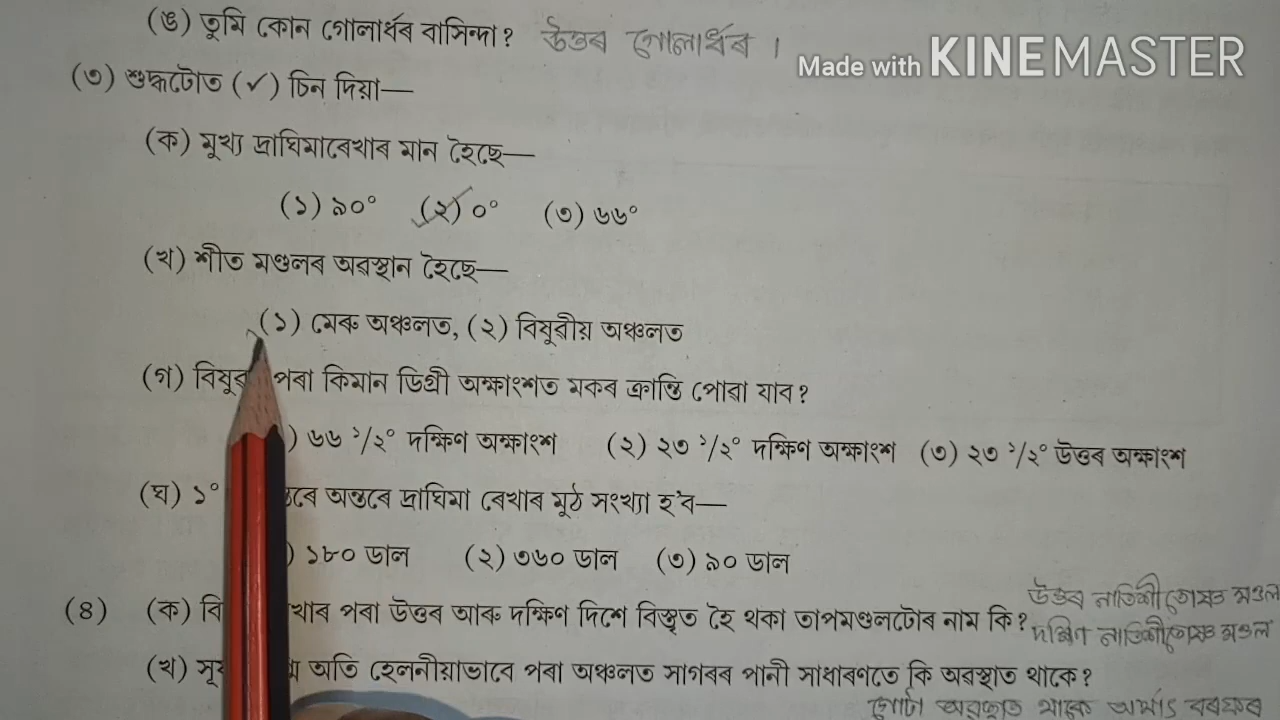 (ঙ) তুমি কোন গোলাৰ্ধৰ বাসিন্দা? উত্তৰ গোলাৰ্ধৰ ।
Made with KINEMASTER
(৩) শুদ্ধটোত (✓) চিন দিয়া—
(ক) মুখ্য দ্ৰাঘিমাৰেখাৰ মান হৈছে—
(১) ৯০° (২) ০° (৩) ৬৬°
(খ) শীত মণ্ডলৰ অৱস্থান হৈছে—
(১) মেৰু অঞ্চলত, (২) বিষুৱীয় অঞ্চলত
(গ) পৰা কিমান ডিগ্ৰী অক্ষাংশত মকৰ ক্ৰান্তি পোৱা যাব?
) ৬৬ ১/২° দক্ষিণ অক্ষাংশ (২) ২৩ ১/২° দক্ষিণ অক্ষাংশ (৩) ২৩ ১/২° উত্তৰ অক্ষাংশ
(ঘ) ১° অন্তৰে দ্ৰাঘিমা ৰেখাৰ মুঠ সংখ্যা হ'ব—
) ১৮০ ডাল (২) ৩৬০ ডাল (৩) ৯০ ডাল
(৪) (ক) পৰা উত্তৰ আৰু দক্ষিণ দিশে বিস্তৃত হৈ থকা তাপমণ্ডলটোৰ নাম কি? উত্তৰ নাতিশীতোষ্ণ মণ্ডল
দক্ষিণ নাতিশীতোষ্ণ মণ্ডল
(খ) অতি হেলনীয়াভাবে পৰা অঞ্চলত সাগৰৰ পানী সাধাৰণতে কি অৱস্থাত থাকে?
গোটা অৱস্থাত থাকে অৰ্থাৎ বৰফৰ